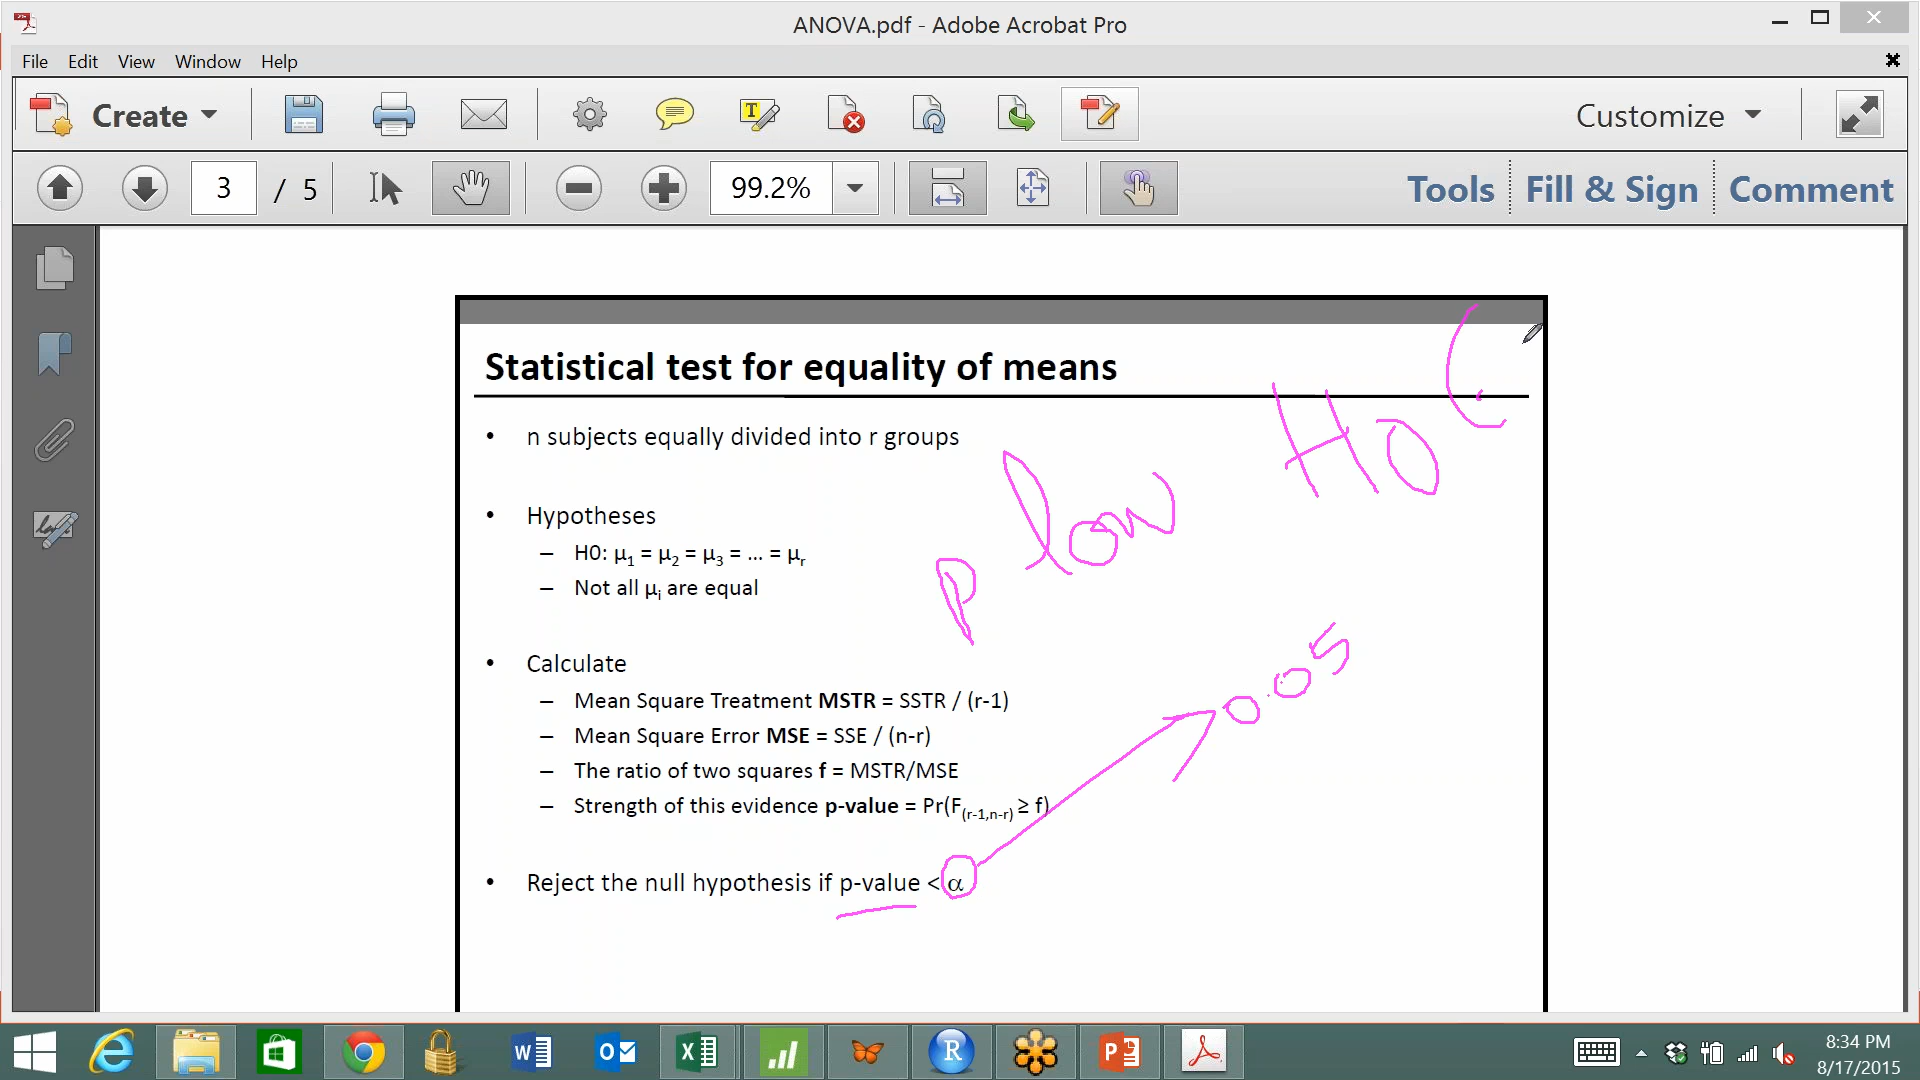 ANOVA.pdf - Adobe Acrobat Pro
File Edit View Window Help
Create Customize
3 / 5 99.2% Tools Fill & Sign Comment
Statistical test for equality of means
• n subjects equally divided into r groups
• Hypotheses
– H0: μ1 = μ2 = μ3 = ... = μr
– Not all μi are equal
• Calculate
– Mean Square Treatment MSTR = SSTR / (r-1)
– Mean Square Error MSE = SSE / (n-r)
– The ratio of two squares f = MSTR/MSE
– Strength of this evidence p-value = Pr(F(r-1,n-r) ≥ f)
• Reject the null hypothesis if p-value < α
p low H0 (
0.05
8:34 PM
8/17/2015